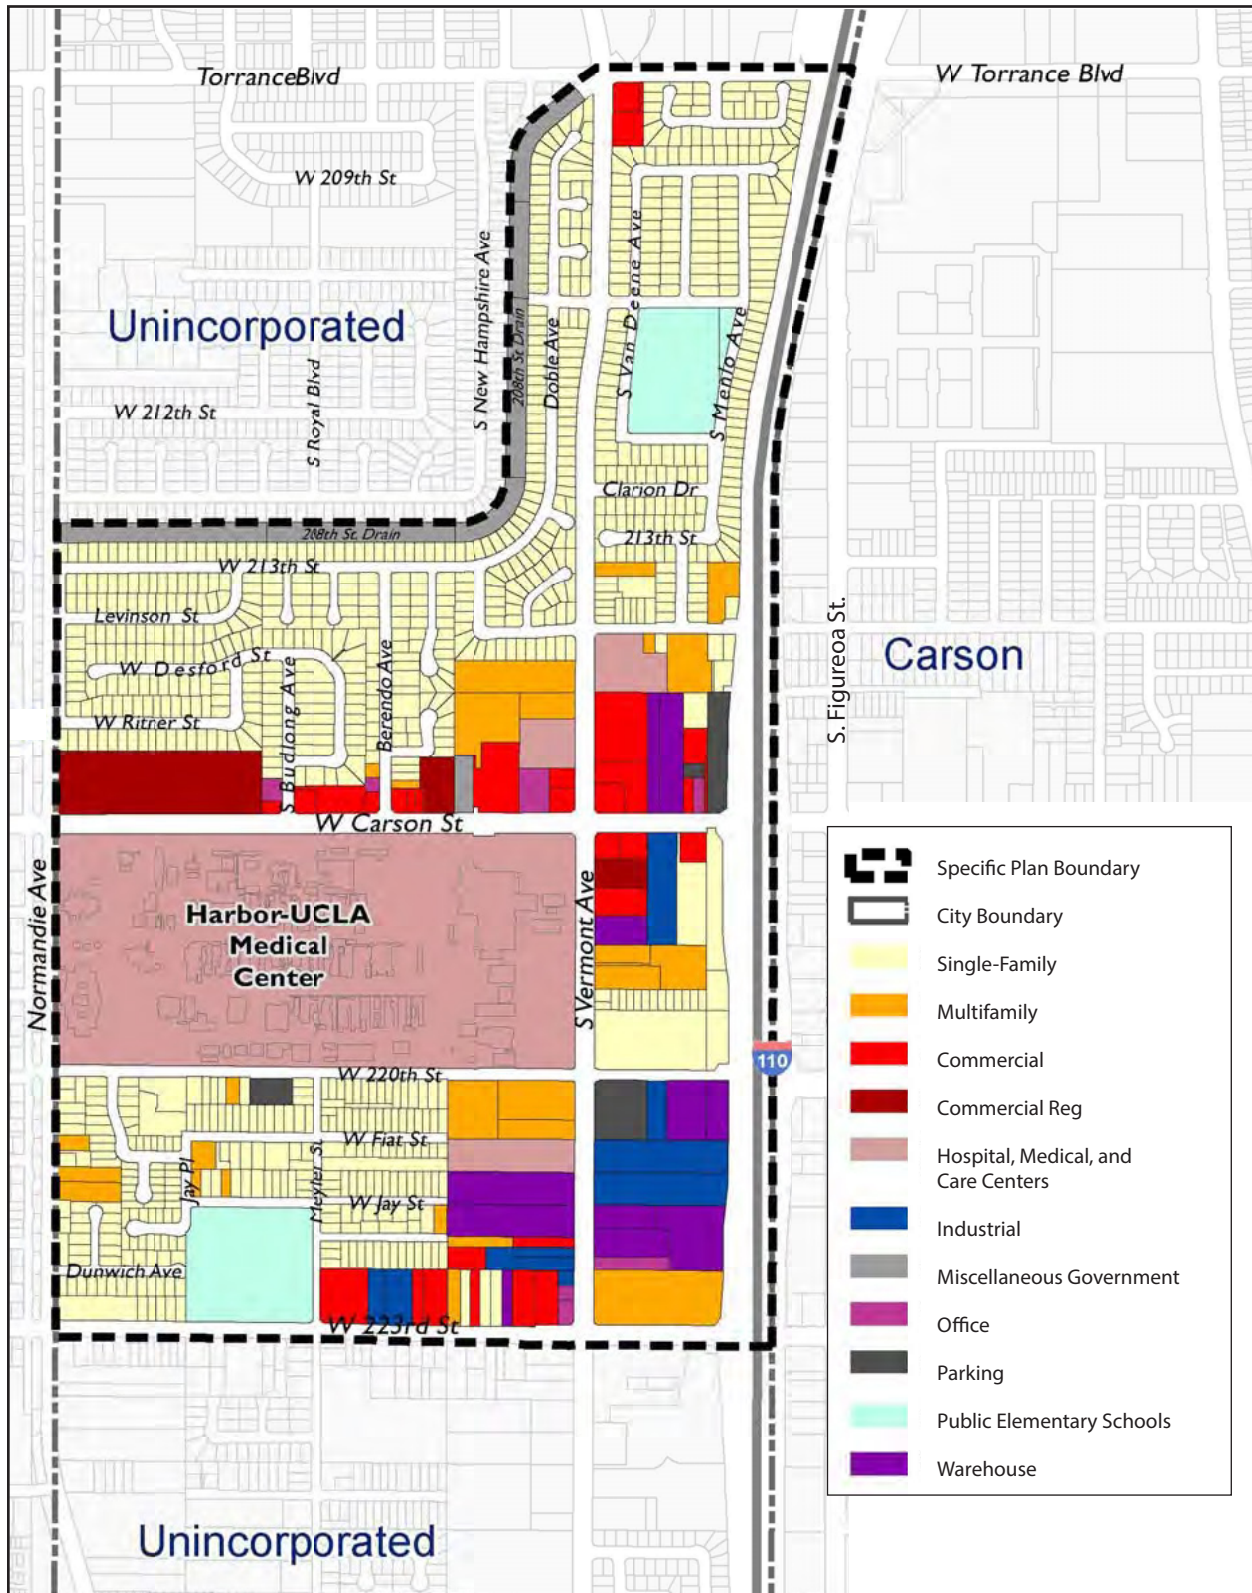 TorranceBlvd
W Torrance Blvd
W 209th St
S New Hampshire Ave
S Van Deene Ave
Unincorporated
208th St Drain
Doble Ave
S Menlo Ave
S Royal Blvd
W 212th St
Clarion Dr
208th St. Drain
213th St
W 213th St
Levinson St
S. Figureoa St.
Carson
W Desford St
Berendo Ave
S Budlong Ave
W Ritner St
W Carson St
Normandie Ave
Harbor-UCLA
Medical
Center
S Vermont Ave
110
W 220th St
W Fiat St
Jay Pl
Meyler St
W Jay St
Dunwich Ave
W 223rd St
Unincorporated
Specific Plan Boundary
City Boundary
Single-Family
Multifamily
Commercial
Commercial Reg
Hospital, Medical, and
Care Centers
Industrial
Miscellaneous Government
Office
Parking
Public Elementary Schools
Warehouse